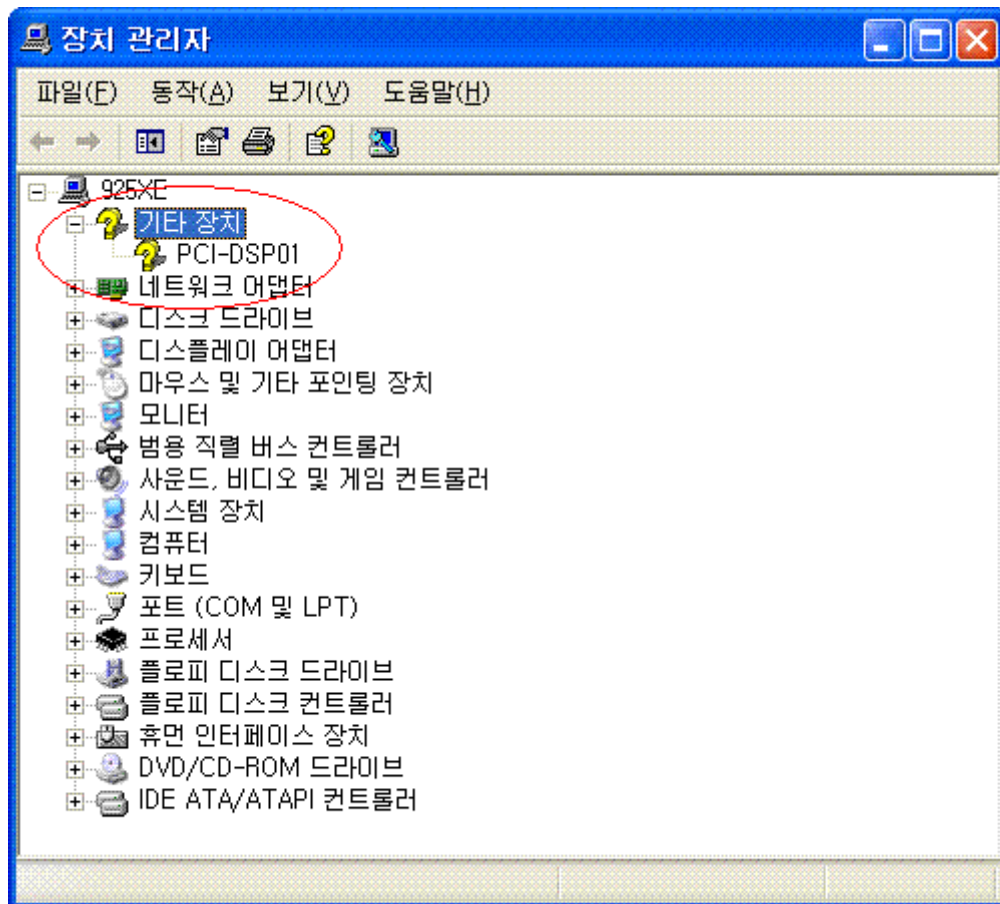 장치 관리자
파일(F) 동작(A) 보기(V) 도움말(H)
925XE
기타 장치
PCI-DSP01
네트워크 어댑터
디스크 드라이브
디스플레이 어댑터
마우스 및 기타 포인팅 장치
모니터
범용 직렬 버스 컨트롤러
사운드, 비디오 및 게임 컨트롤러
시스템 장치
컴퓨터
키보드
포트 (COM 및 LPT)
프로세서
플로피 디스크 드라이브
플로피 디스크 컨트롤러
휴먼 인터페이스 장치
DVD/CD-ROM 드라이브
IDE ATA/ATAPI 컨트롤러